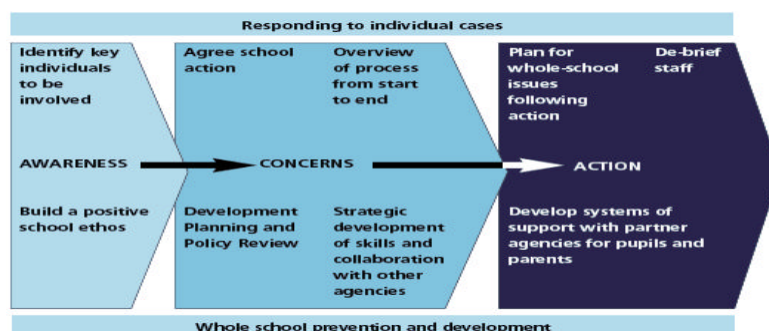 Responding to individual cases
Identify key
individuals
to be
involved
Agree school
action
Overview
of process
from start
to end
Plan for
whole-school
issues
following
action
De-brief
staff
AWARENESS
CONCERNS
ACTION
Build a positive
school ethos
Development
Planning and
Policy Review
Strategic
development
of skills and
collaboration
with other
agencies
Develop systems of
support with partner
agencies for pupils and
parents
Whole school prevention and development